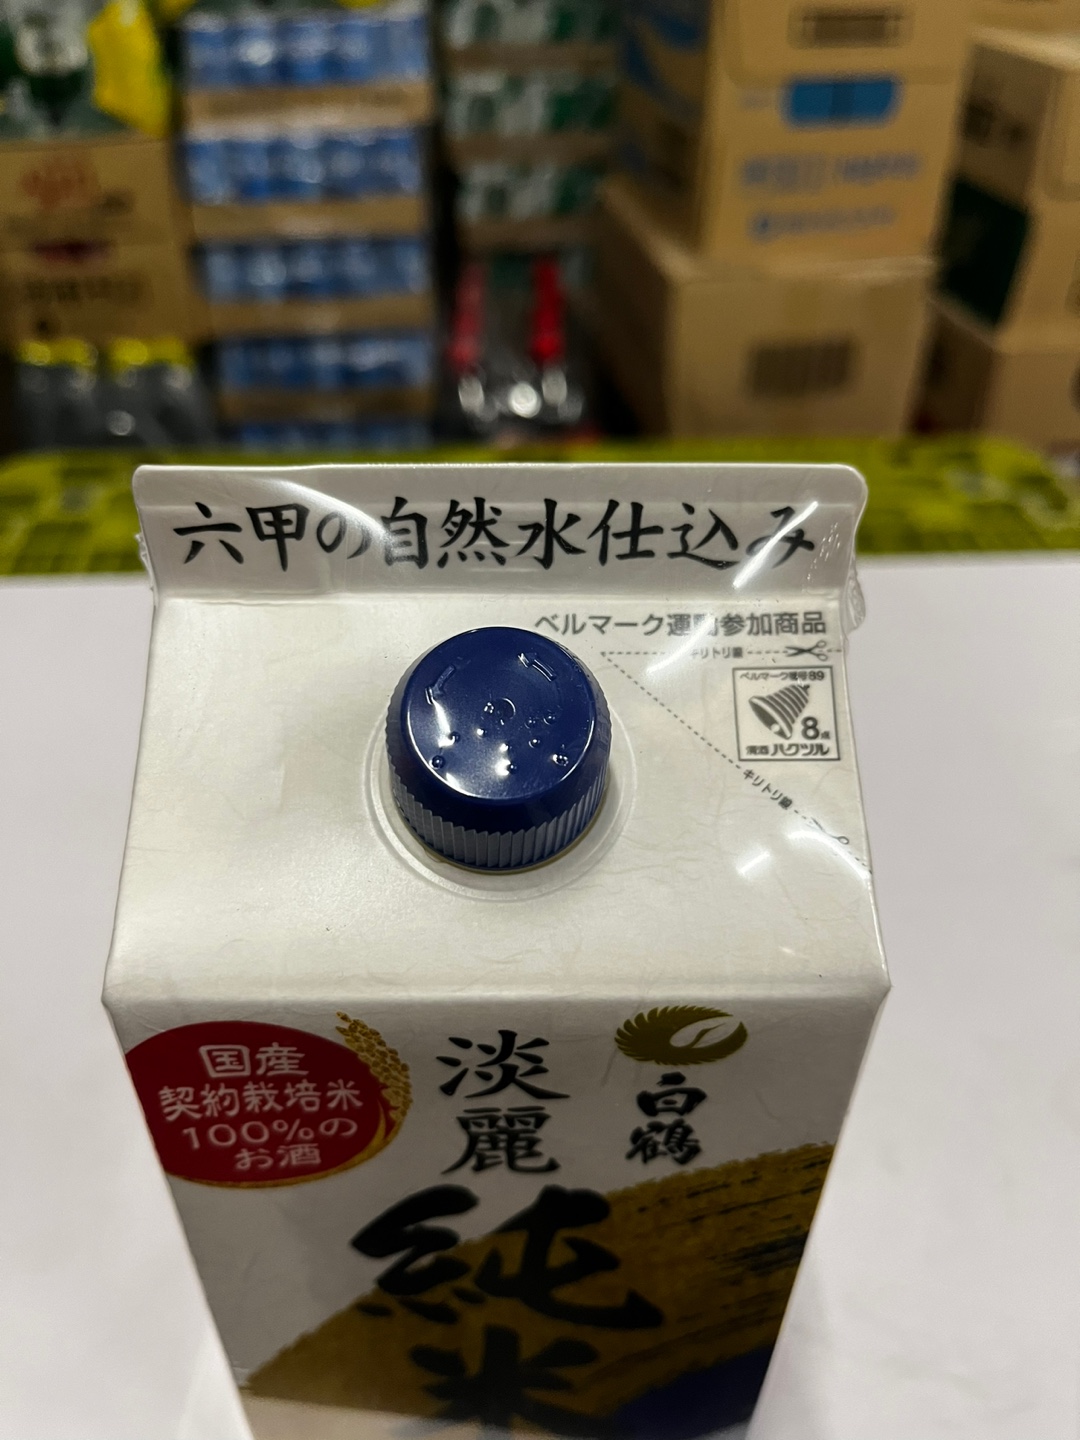 六甲の自然水仕込み
ベルマーク運動参加商品
キリトリ線
ベルマーク番号89
8点
清酒 ハクツル
キリトリ線
国産
契約栽培米
100%の
お酒
淡麗
純米
白鶴